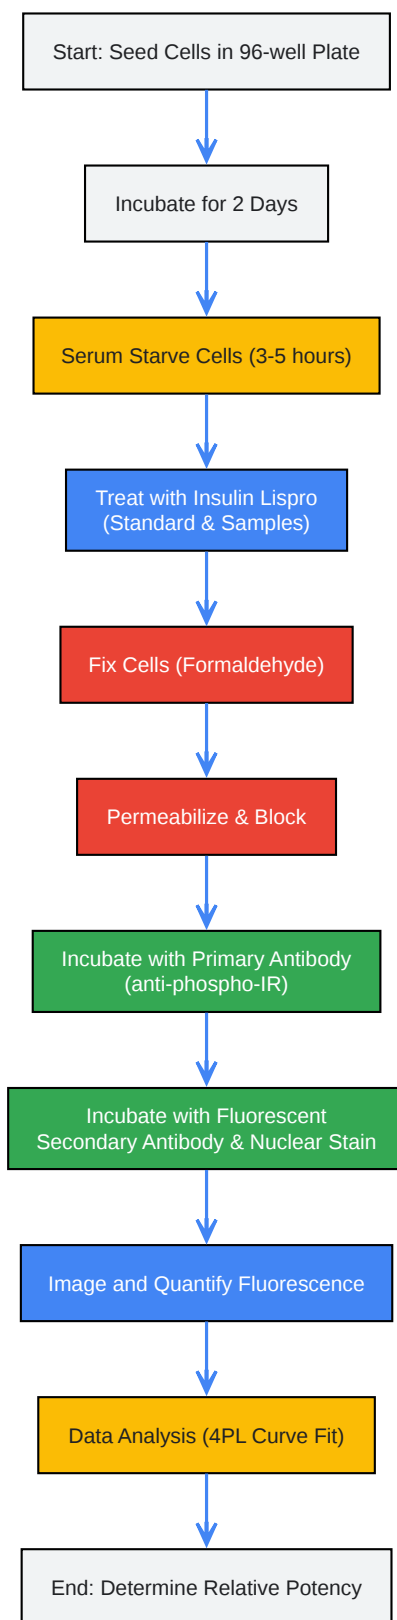 Start: Seed Cells in 96-well Plate
Incubate for 2 Days
Serum Starve Cells (3-5 hours)
Treat with Insulin Lispro
(Standard & Samples)
Fix Cells (Formaldehyde)
Permeabilize & Block
Incubate with Primary Antibody
(anti-phospho-IR)
Incubate with Fluorescent
Secondary Antibody & Nuclear Stain
Image and Quantify Fluorescence
Data Analysis (4PL Curve Fit)
End: Determine Relative Potency